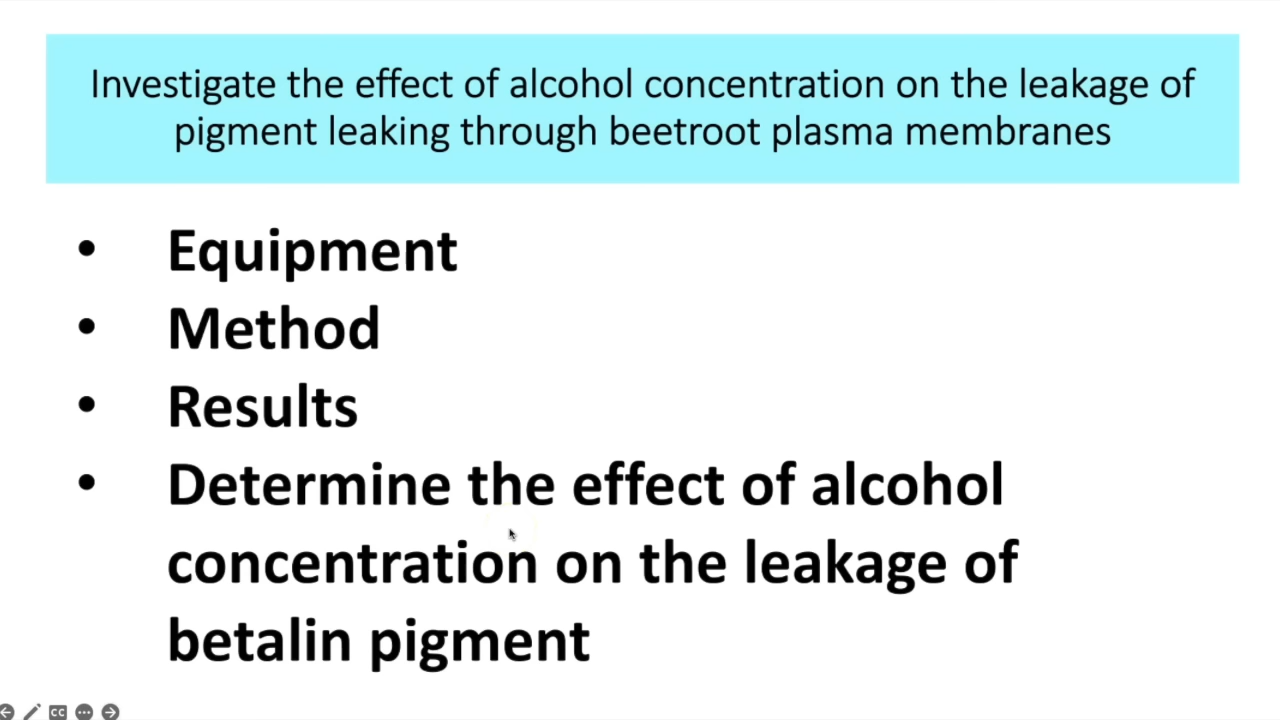 Investigate the effect of alcohol concentration on the leakage of
pigment leaking through beetroot plasma membranes
• Equipment
• Method
• Results
• Determine the effect of alcohol
concentration on the leakage of
betalin pigment
CC